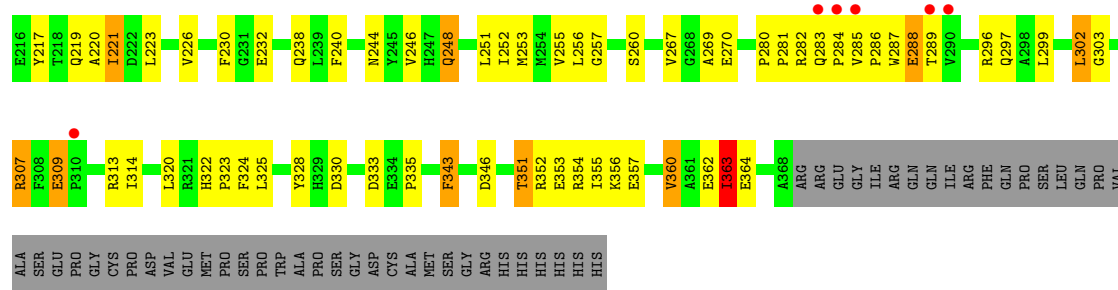 E216 Y217 T218 Q219 A220 I221 D222 L223 V226 F230 G231 E232 Q238 L239 F240 N244 Y245 V246 H247 Q248 L251 I252 M253 M254 V255 L256 G257 S260 V267 G268 A269 E270 P280 P281 R282 Q283 P284 V285 P286 W287 E288 T289 V290 R296 Q297 A298 L299 L302 G303
R307 F308 E309 P310 R313 I314 L320 R321 H322 P323 F324 L325 Y328 H329 D330 D333 E334 P335 F343 D346 T351 R352 E353 R354 I355 K356 E357 V360 A361 E362 I363 E364 A368 ARG ARG GLU GLY ILE ARG GLN GLN ILE ARG PHE GLN PRO SER LEU GLN PRO VAL
ALA SER GLU PRO GLY CYS PRO ASP VAL GLU MET PRO SER PRO TRP ALA PRO SER GLY ASP CYS ALA MET SER GLY ARG HIS HIS HIS HIS HIS HIS